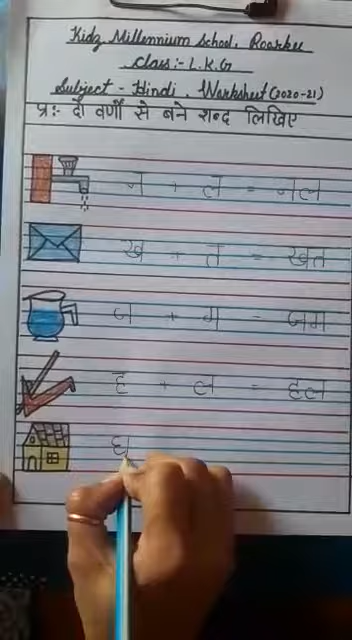 Kidz Millennium School, Roorkee
Class:- L.K.G
Subject - Hindi . Worksheet (2020-21)
प्र:- दो वर्णों से बने शब्द लिखिए
न + ल = नल
ख + त = खत
ज + ग = जग
ह + ल = हल
घ